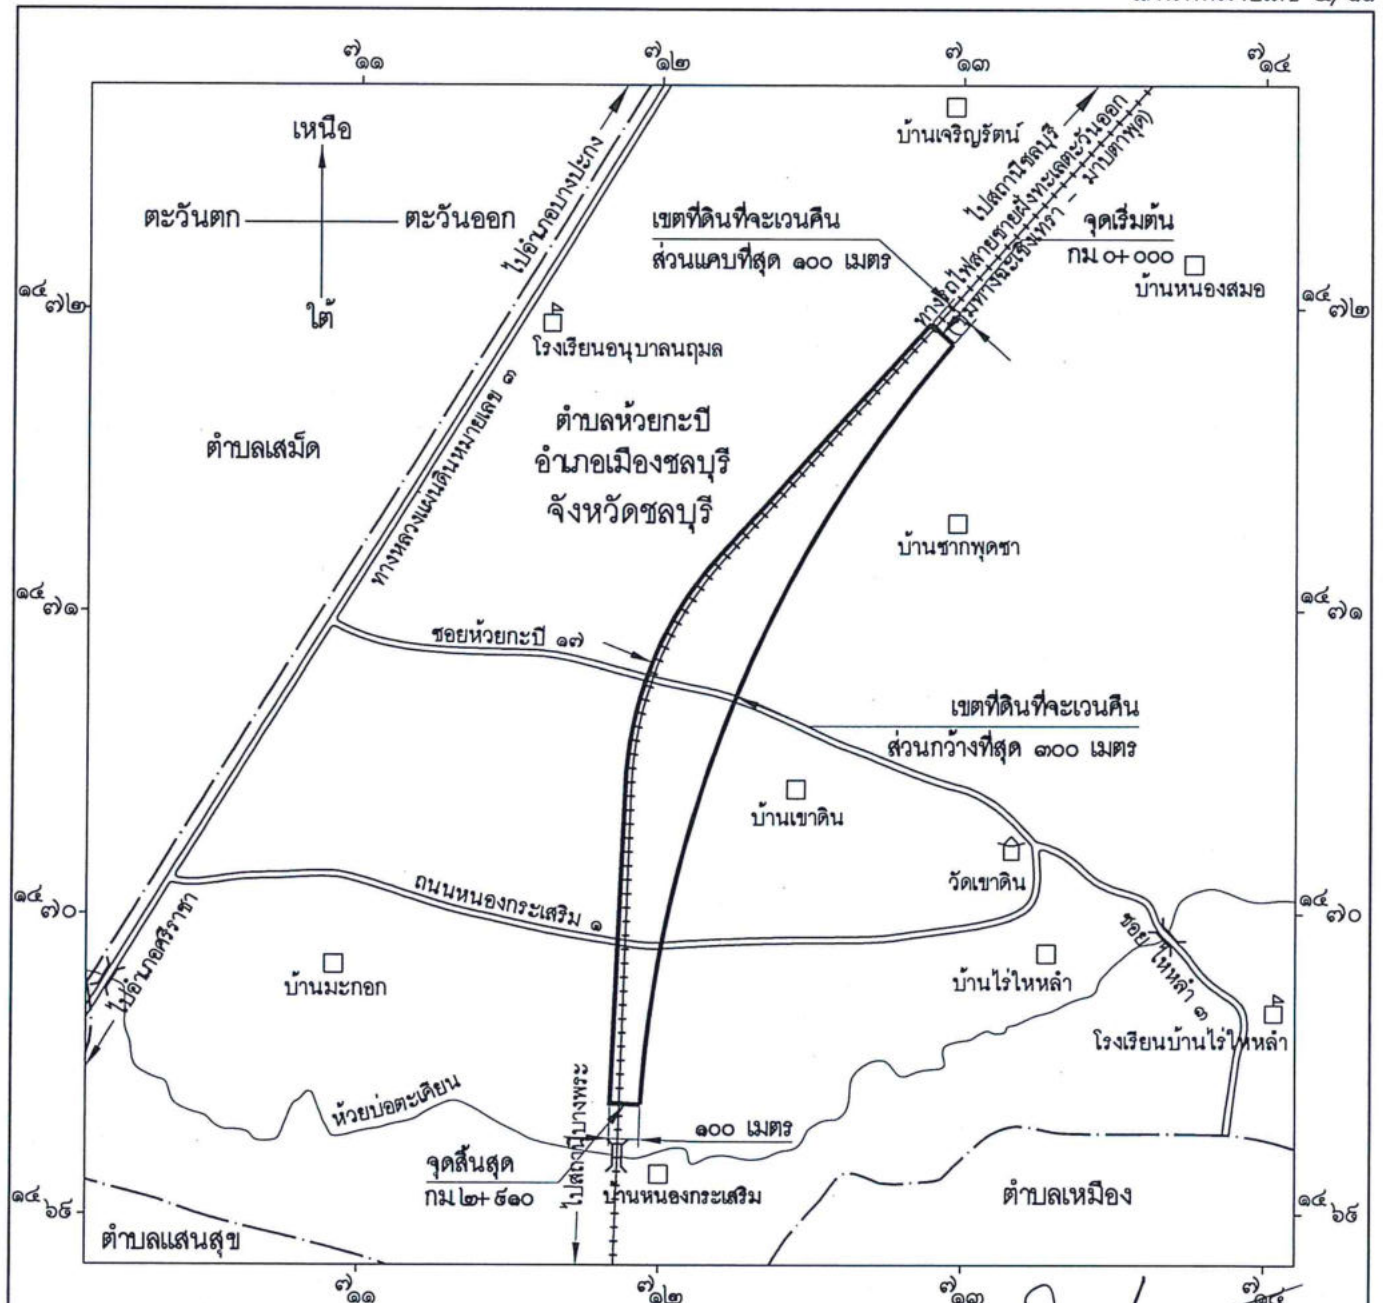 ๗๑๑
๗๑๒
๗๑๓
๗๑๔
เหนือ
ตะวันตก
ตะวันออก
ใต้
ไปอำเภอบางปะกง
บ้านเจริญรัตน์
ไปสถานีชลบุรี
ทางรถไฟสายชายฝั่งทะเลตะวันออก
ทางฉะเชิงเทรา - มาบตาพุด)
เขตที่ดินที่จะเวนคืน
ส่วนแคบที่สุด ๑๐๐ เมตร
จุดเริ่มต้น
กม.๐+๐๐๐
บ้านหนองสมอ
๑๔๗๒
๑๔๗๒
โรงเรียนอนุบาลนฤมล
ทางหลวงแผ่นดินหมายเลข ๓
ตำบลเสม็ด
ตำบลห้วยกะปิ
อำเภอเมืองชลบุรี
จังหวัดชลบุรี
บ้านซากพุดซา
๑๔๗๑
๑๔๗๑
ซอยห้วยกะปิ ๑๗
เขตที่ดินที่จะเวนคืน
ส่วนกว้างที่สุด ๓๐๐ เมตร
บ้านเขาดิน
วัดเขาดิน
๑๔๗๐
๑๔๗๐
ถนนหนองกระเสริม ๑
ไปอำเภอศรีราชา
บ้านมะกอก
บ้านไร่ไหหลำ
ซอยไหหลำ ๓
โรงเรียนบ้านไร่ไหหลำ
ห้วยบ่อตะเคียน
ไปสถานีบางพระ
๑๐๐ เมตร
จุดสิ้นสุด
กม.๒+๕๑๐
บ้านหนองกระเสริม
ตำบลเหมือง
๑๔๖๙
๑๔๖๙
ตำบลแสนสุข
๗๑๑
๗๑๒
๗๑๓